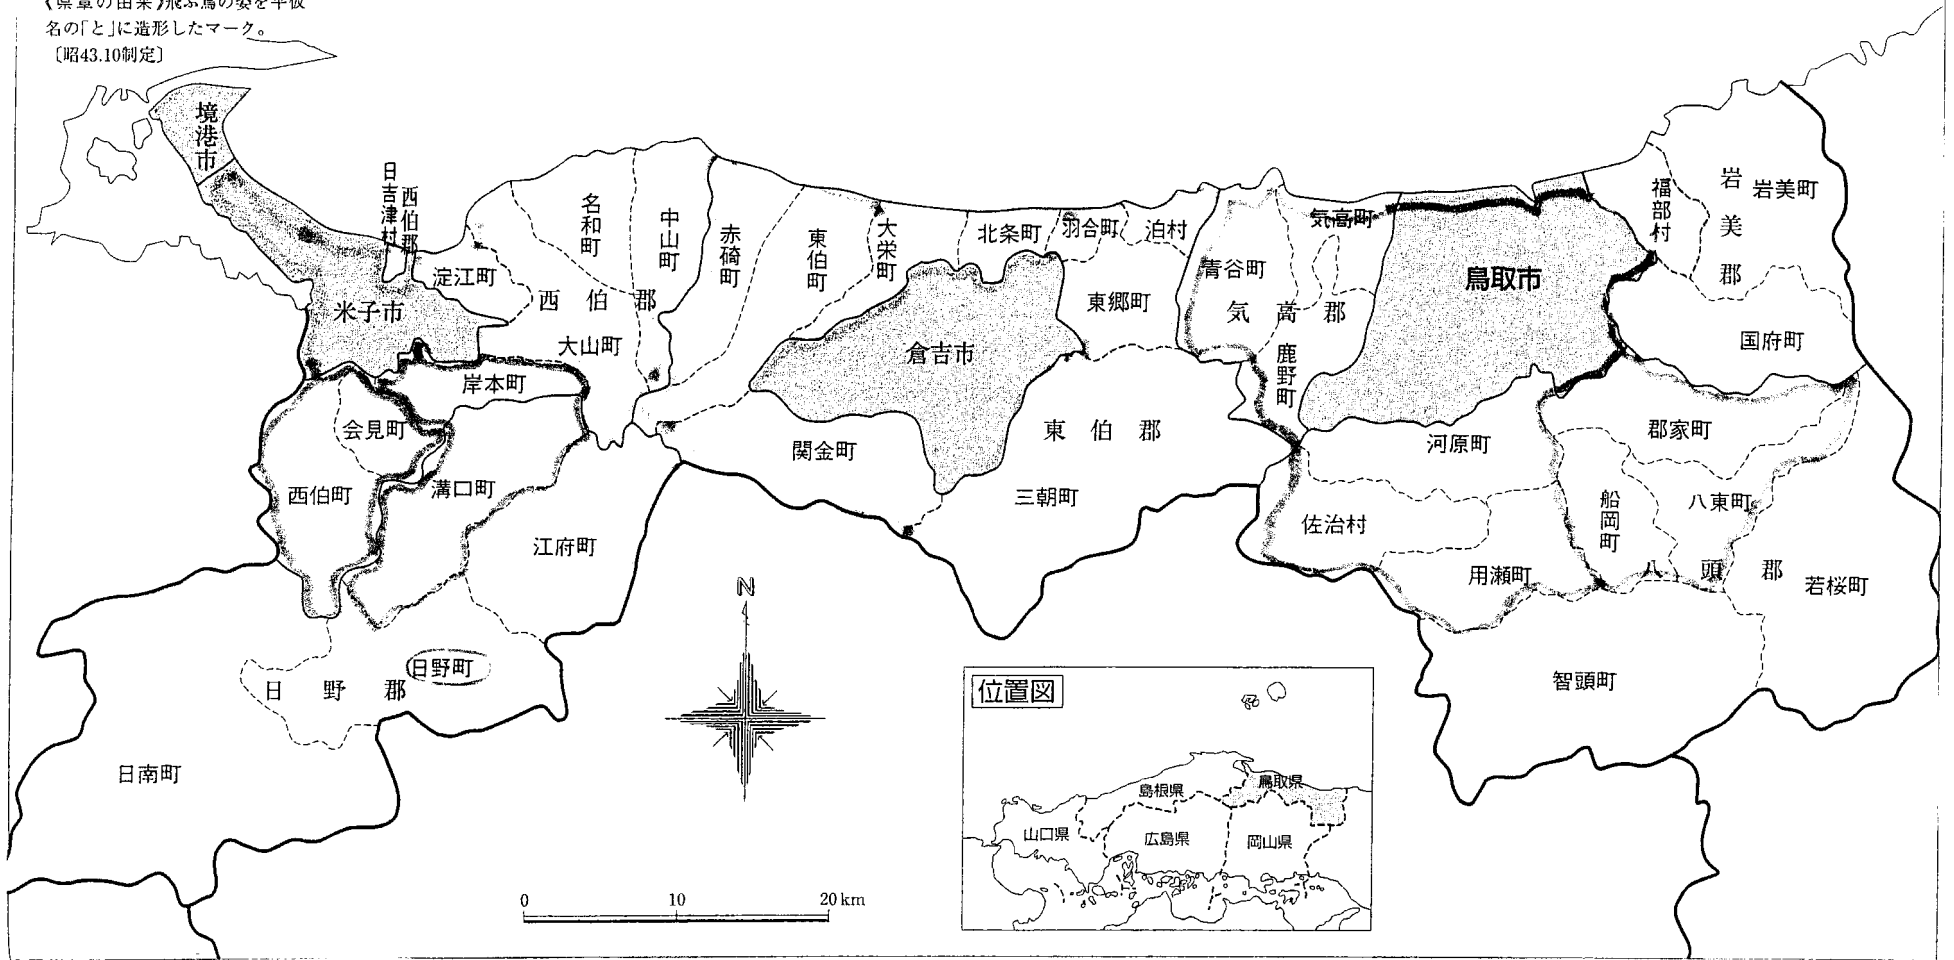 《県章の由来》飛ぶ鳥の姿を平仮
名の「と」に造形したマーク。
〔昭43.10制定〕
境港市
米子市
西伯郡
日吉津村
淀江町
名和町
中山町
西伯郡
大山町
岸本町
会見町
西伯町
溝口町
江府町
日野町
日野郡
日南町
赤碕町
東伯町
大栄町
北条町
羽合町
泊村
東郷町
倉吉市
関金町
東伯郡
三朝町
青谷町
気高町
気高郡
鹿野町
鳥取市
福部村
岩美町
岩美郡
国府町
河原町
郡家町
船岡町
八東町
佐治村
用瀬町
八頭郡
若桜町
智頭町
N
0 10 20 km
位置図
鳥取県
島根県
山口県
広島県
岡山県